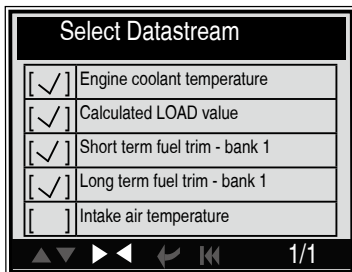 Select Datastream
[✓] Engine coolant temperature
[✓] Calculated LOAD value
[✓] Short term fuel trim - bank 1
[✓] Long term fuel trim - bank 1
[ ] Intake air temperature
1/1